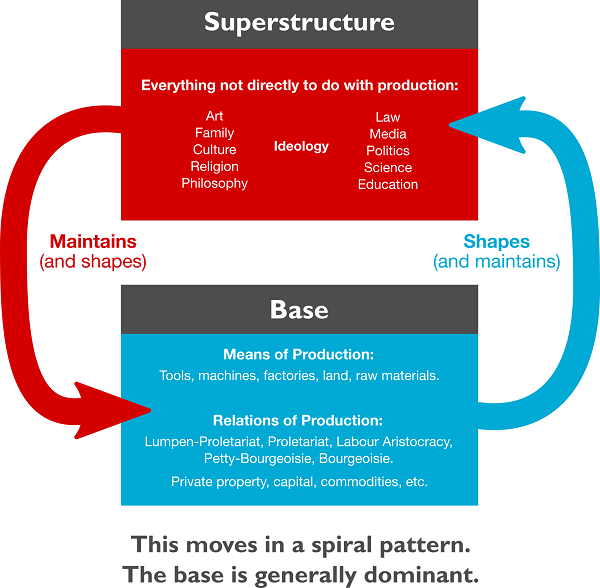 Superstructure
Everything not directly to do with production:
Art
Family
Culture
Religion
Philosophy
Ideology
Law
Media
Politics
Science
Education
Maintains
(and shapes)
Shapes
(and maintains)
Base
Means of Production:
Tools, machines, factories, land, raw materials.
Relations of Production:
Lumpen-Proletariat, Proletariat, Labour Aristocracy,
Petty-Bourgeoisie, Bourgeoisie.
Private property, capital, commodities, etc.
This moves in a spiral pattern.
The base is generally dominant.